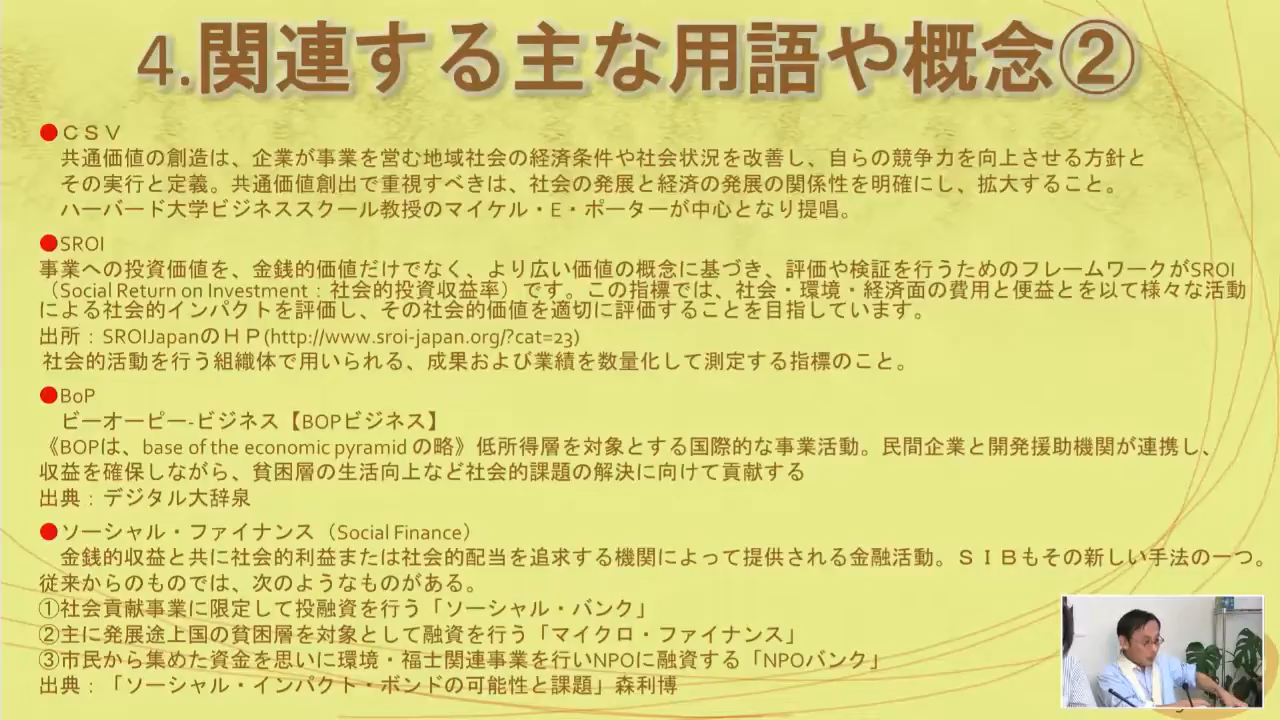 4.関連する主な用語や概念②
●ＣＳＶ
共通価値の創造は、企業が事業を営む地域社会の経済条件や社会状況を改善し、自らの競争力を向上させる方針と
その実行と定義。共通価値創出で重視すべきは、社会の発展と経済の発展の関係性を明確にし、拡大すること。
ハーバード大学ビジネススクール教授のマイケル・E・ポーターが中心となり提唱。
●SROI
事業への投資価値を、金銭的価値だけでなく、より広い価値の概念に基づき、評価や検証を行うためのフレームワークがSROI
（Social Return on Investment：社会的投資収益率）です。この指標では、社会・環境・経済面の費用と便益とを以て様々な活動
による社会的インパクトを評価し、その社会的価値を適切に評価することを目指しています。
出所：SROIJapanのＨＰ(http://www.sroi-japan.org/?cat=23)
社会的活動を行う組織体で用いられる、成果および業績を数量化して測定する指標のこと。
●BoP
ビーオーピー-ビジネス【BOPビジネス】
《BOPは、base of the economic pyramid の略》低所得層を対象とする国際的な事業活動。民間企業と開発援助機関が連携し、
収益を確保しながら、貧困層の生活向上など社会的課題の解決に向けて貢献する
出典：デジタル大辞泉
●ソーシャル・ファイナンス（Social Finance）
金銭的収益と共に社会的利益または社会的配当を追求する機関によって提供される金融活動。ＳＩＢもその新しい手法の一つ。
従来からのものでは、次のようなものがある。
①社会貢献事業に限定して投融資を行う「ソーシャル・バンク」
②主に発展途上国の貧困層を対象として融資を行う「マイクロ・ファイナンス」
③市民から集めた資金を思いに環境・福士関連事業を行いNPOに融資する「NPOバンク」
出典：「ソーシャル・インパクト・ボンドの可能性と課題」森利博